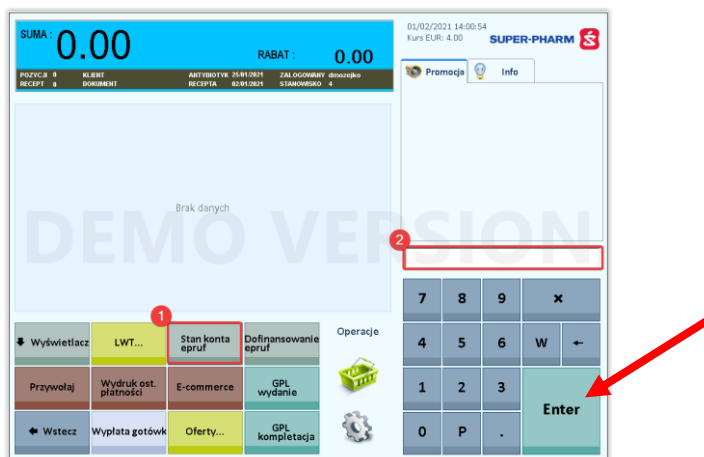 SUMA : 0.00 RABAT : 0.00
POZYCJI 0 KLIENT ANTYBIOTYK 25/01/2021 ZALOGOWANY dmozejko
RECEPT 0 DOKUMENT RECEPTA 02/01/2021 STANOWISKO 4
01/02/2021 14:00:54
Kurs EUR: 4.00 SUPER-PHARM
Promocja Info
Brak danych
DEMO VERSION
2
1
Wyświetlacz LWT... Stan konta epruf Dofinansowanie epruf Operacje
Przywołaj Wydruk ost. płatności E-commerce GPL wydanie
Wstecz Wypłata gotówk Oferty... GPL kompletacja
7 8 9 ×
4 5 6 W ←
1 2 3 Enter
0 P .